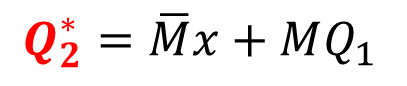 Q₂* = M̅x + MQ₁